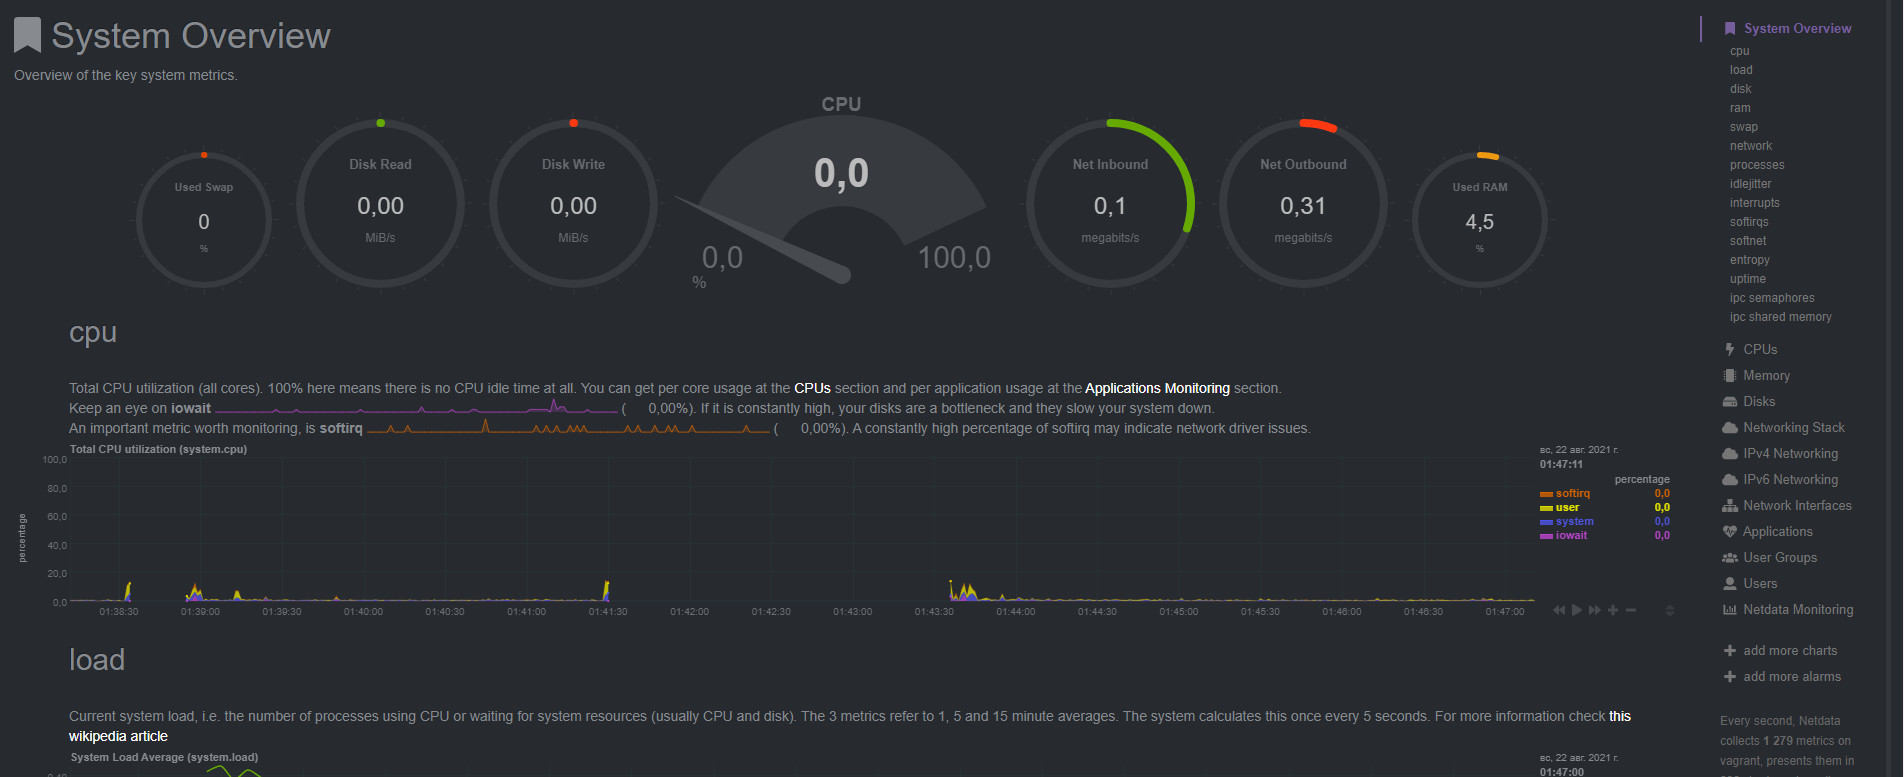 System Overview
Overview of the key system metrics.
Used Swap
0
%
Disk Read
0,00
MiB/s
Disk Write
0,00
MiB/s
CPU
0,0
0,0
100,0
%
Net Inbound
0,1
megabits/s
Net Outbound
0,31
megabits/s
Used RAM
4,5
%
cpu
Total CPU utilization (all cores). 100% here means there is no CPU idle time at all. You can get per core usage at the CPUs section and per application usage at the Applications Monitoring section.
Keep an eye on iowait ( 0,00%). If it is constantly high, your disks are a bottleneck and they slow your system down.
An important metric worth monitoring, is softirq ( 0,00%). A constantly high percentage of softirq may indicate network driver issues.
Total CPU utilization (system.cpu)
percentage
100,0
80,0
60,0
40,0
20,0
0,0
01:38:30 01:39:00 01:39:30 01:40:00 01:40:30 01:41:00 01:41:30 01:42:00 01:42:30 01:43:00 01:43:30 01:44:00 01:44:30 01:45:00 01:45:30 01:46:00 01:46:30 01:47:00
вс, 22 авг. 2021 г.
01:47:11
percentage
softirq 0,0
user 0,0
system 0,0
iowait 0,0
load
Current system load, i.e. the number of processes using CPU or waiting for system resources (usually CPU and disk). The 3 metrics refer to 1, 5 and 15 minute averages. The system calculates this once every 5 seconds. For more information check this
wikipedia article
System Load Average (system.load)
вс, 22 авг. 2021 г.
01:47:00
System Overview
cpu
load
disk
ram
swap
network
processes
idlejitter
interrupts
softirqs
softnet
entropy
uptime
ipc semaphores
ipc shared memory
CPUs
Memory
Disks
Networking Stack
IPv4 Networking
IPv6 Networking
Network Interfaces
Applications
User Groups
Users
Netdata Monitoring
add more charts
add more alarms
Every second, Netdata
collects 1 279 metrics on
vagrant, presents them in